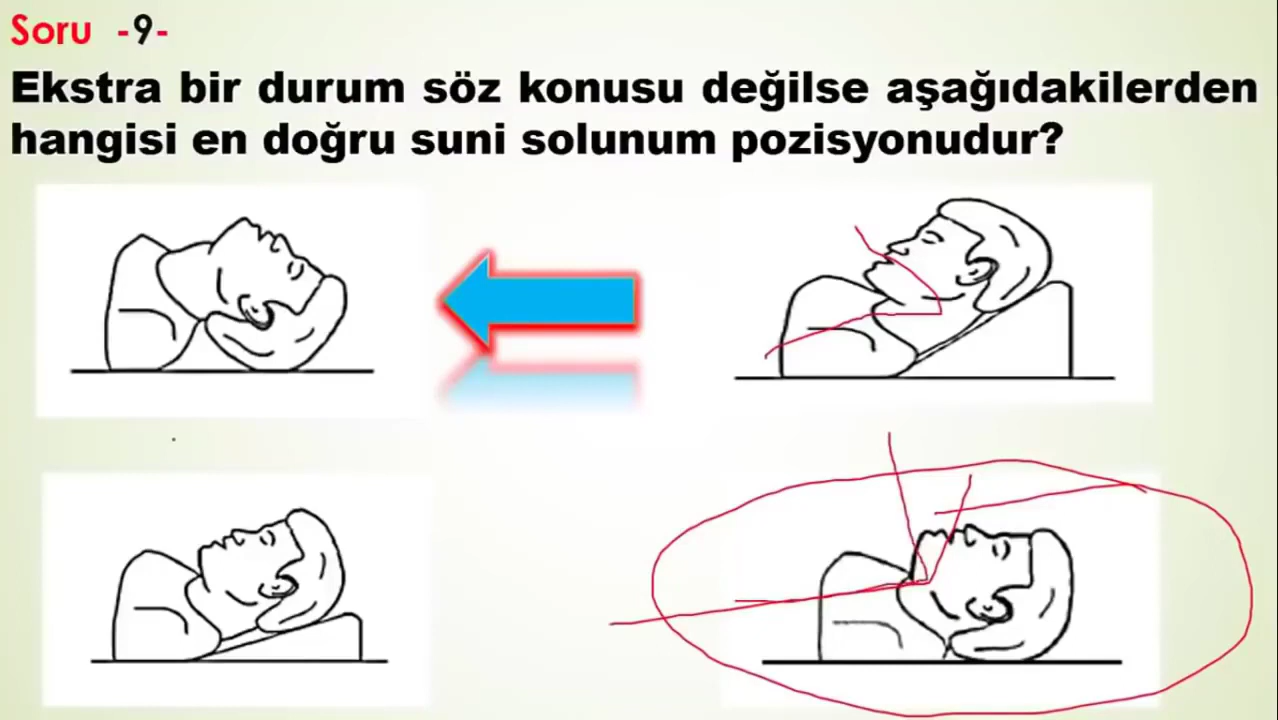 Soru -9-
Ekstra bir durum söz konusu değilse aşağıdakilerden
hangisi en doğru suni solunum pozisyonudur?